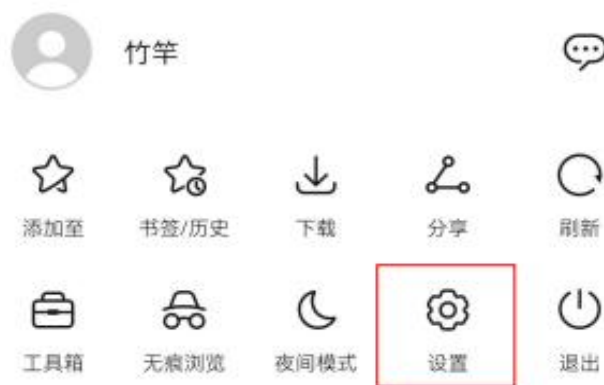 竹竿
添加至 书签/历史 下载 分享 刷新
工具箱 无痕浏览 夜间模式 设置 退出